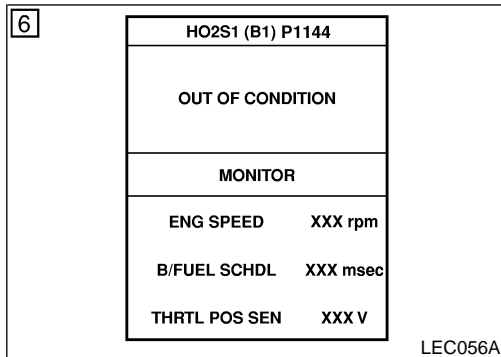 6
HO2S1 (B1) P1144
OUT OF CONDITION
MONITOR
ENG SPEED XXX rpm
B/FUEL SCHDL XXX msec
THRTL POS SEN XXX V
LEC056A